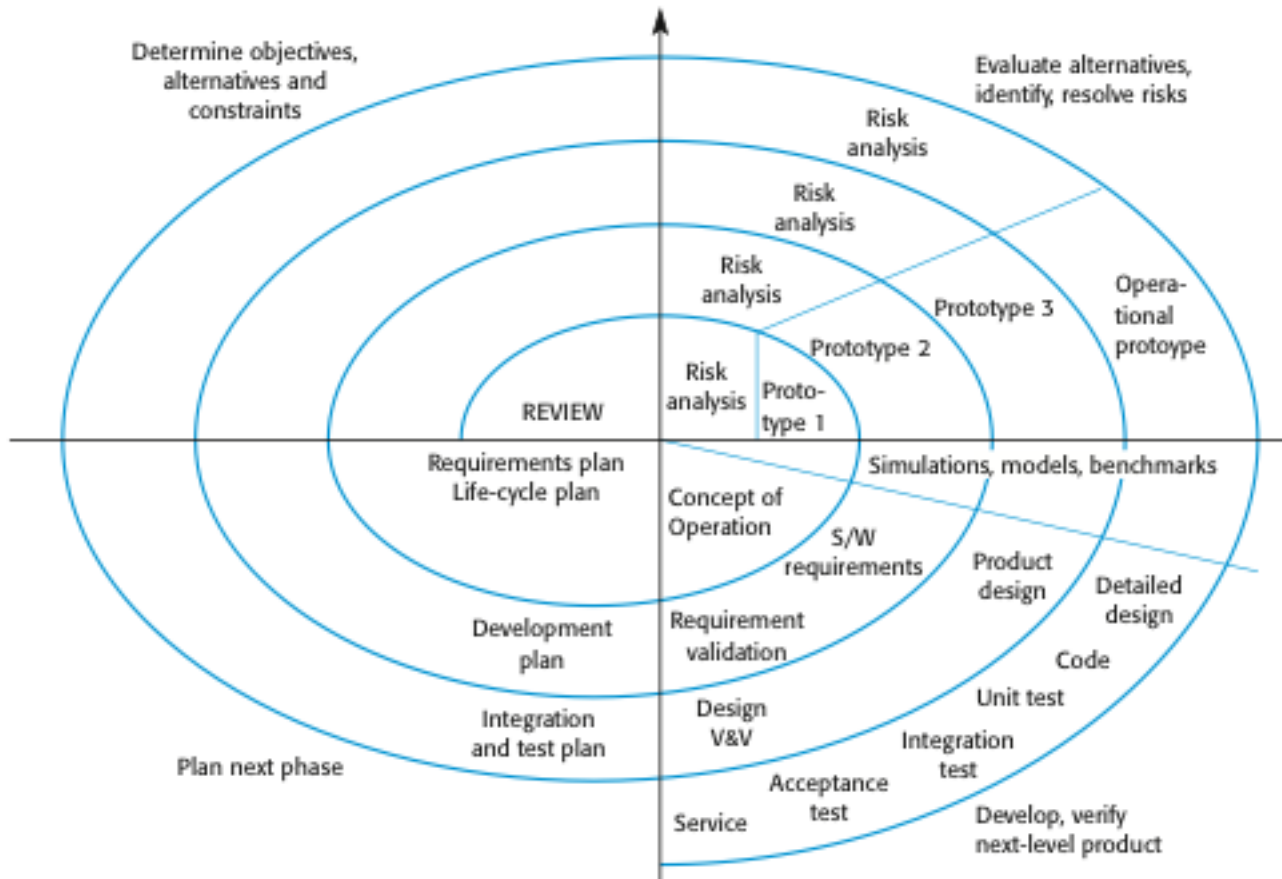 Determine objectives,
alternatives and
constraints
Evaluate alternatives,
identify, resolve risks
Risk
analysis
Risk
analysis
Risk
analysis
Risk
analysis
Proto-
type 1
Prototype 2
Prototype 3
Opera-
tional
protoype
REVIEW
Requirements plan
Life-cycle plan
Simulations, models, benchmarks
Concept of
Operation
S/W
requirements
Product
design
Detailed
design
Development
plan
Requirement
validation
Code
Unit test
Integration
and test plan
Design
V&V
Integration
test
Acceptance
test
Service
Plan next phase
Develop, verify
next-level product